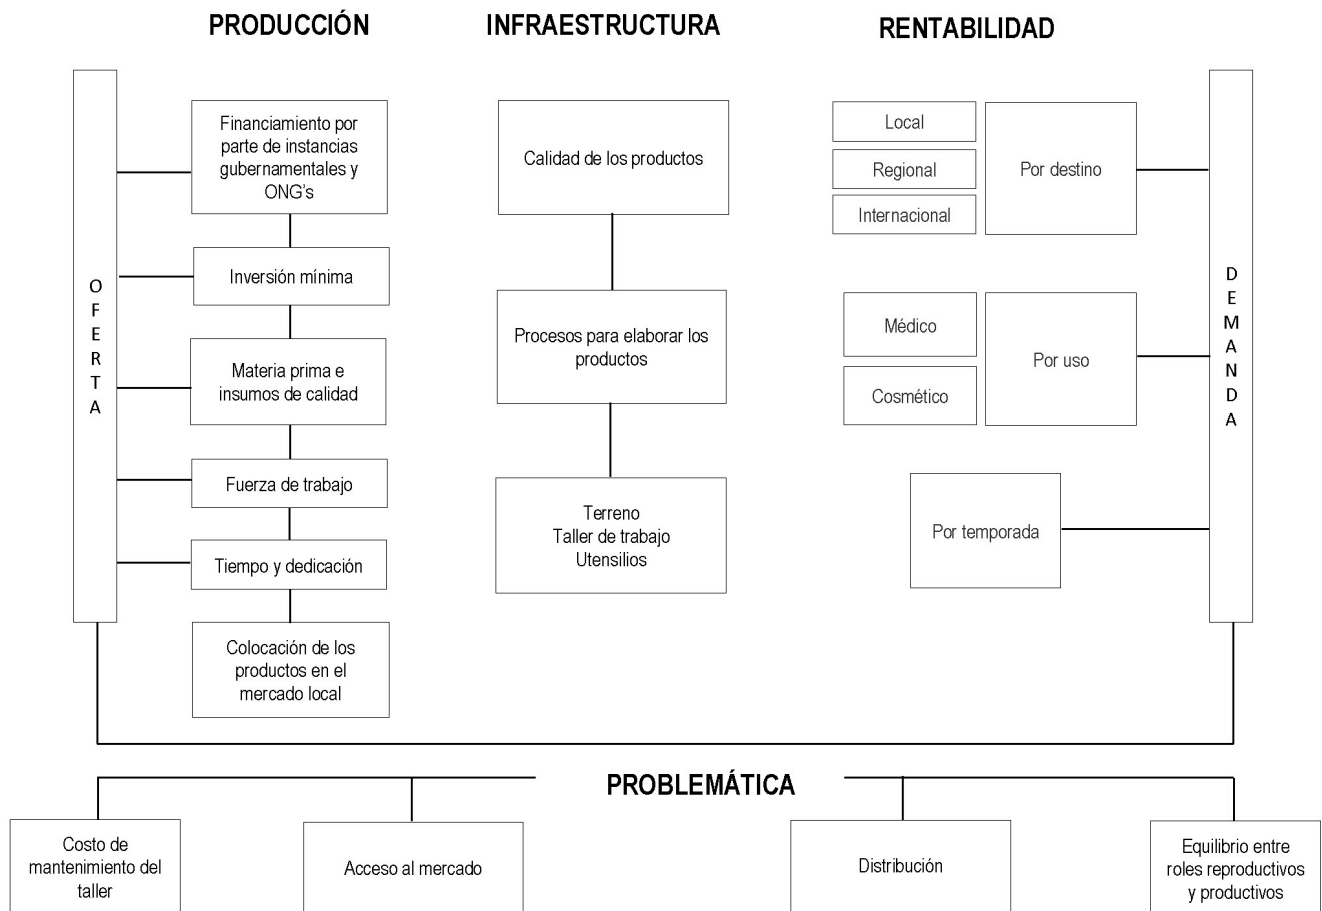 PRODUCCIÓN
INFRAESTRUCTURA
RENTABILIDAD
OFERTA
Financiamiento por
parte de instancias
gubernamentales y
ONG's
Inversión mínima
Materia prima e
insumos de calidad
Fuerza de trabajo
Tiempo y dedicación
Colocación de los
productos en el
mercado local
Calidad de los productos
Procesos para elaborar los
productos
Terreno
Taller de trabajo
Utensilios
Local
Regional
Internacional
Por destino
Médico
Cosmético
Por uso
Por temporada
DEMANDA
PROBLEMÁTICA
Costo de
mantenimiento del
taller
Acceso al mercado
Distribución
Equilibrio entre
roles reproductivos
y productivos